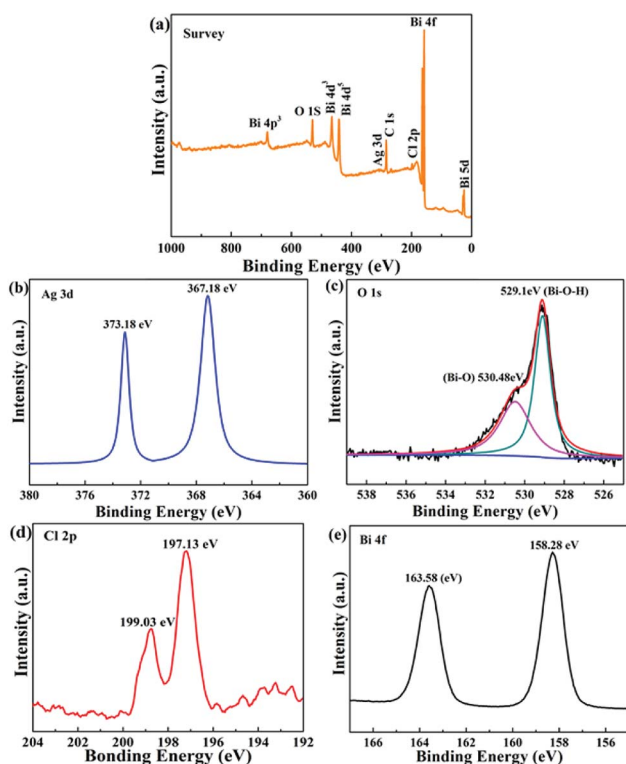 (a)
Survey
Intensity (a.u.)
Bi 4p³
O 1S
Bi 4d³
Bi 4d⁵
Ag 3d
C 1s
Cl 2p
Bi 4f
Bi 5d
1000 800 600 400 200 0
Binding Energy (eV)
(b)
Ag 3d
373.18 eV
367.18 eV
Intensity (a.u.)
380 376 372 368 364 360
Binding Energy (eV)
(c)
O 1s
529.1eV (Bi-O-H)
(Bi-O) 530.48eV
Intensity (a.u.)
538 536 534 532 530 528 526
Binding Energy (eV)
(d)
Cl 2p
199.03 eV
197.13 eV
Intensity (a.u.)
204 202 200 198 196 194 192
Binding Energy (eV)
(e)
Bi 4f
163.58 (eV)
158.28 eV
Intensity (a.u.)
166 164 162 160 158 156
Binding Energy (eV)